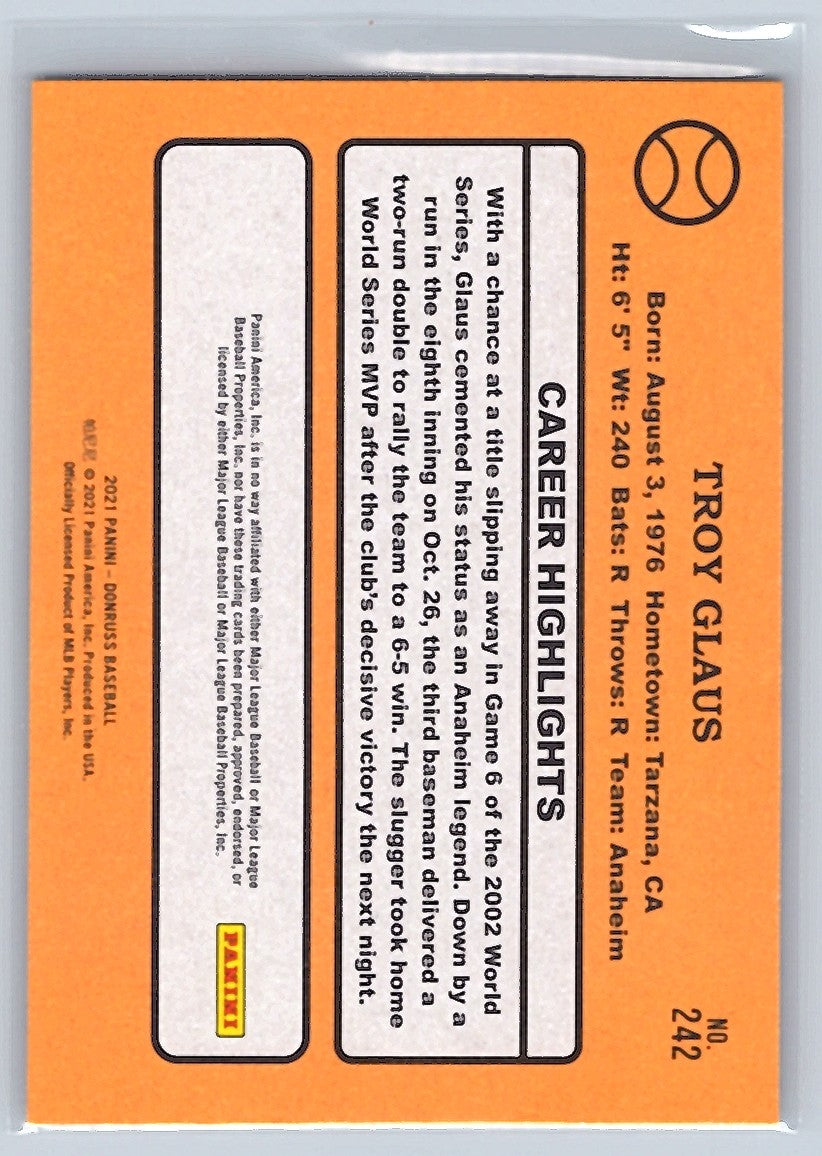 NO.
242
TROY GLAUS
Born: August 3, 1976 Hometown: Tarzana, CA
Ht: 6' 5" Wt: 240 Bats: R Throws: R Team: Anaheim
CAREER HIGHLIGHTS
With a chance at a title slipping away in Game 6 of the 2002 World
Series, Glaus cemented his status as an Anaheim legend. Down by a
run in the eighth inning on Oct. 26, the third baseman delivered a
two-run double to rally the team to a 6-5 win. The slugger took home
World Series MVP after the club's decisive victory the next night.
Panini America, Inc. is in no way affiliated with either Major League Baseball or Major League
Baseball Properties, Inc. nor have these trading cards been prepared, approved, endorsed, or
licensed by either Major League Baseball or Major League Baseball Properties, Inc.
PANINI
2021 PANINI – DONRUSS BASEBALL
© 2021 Panini America, Inc. Produced in the USA.
Officially Licensed Product of MLB Players, Inc.